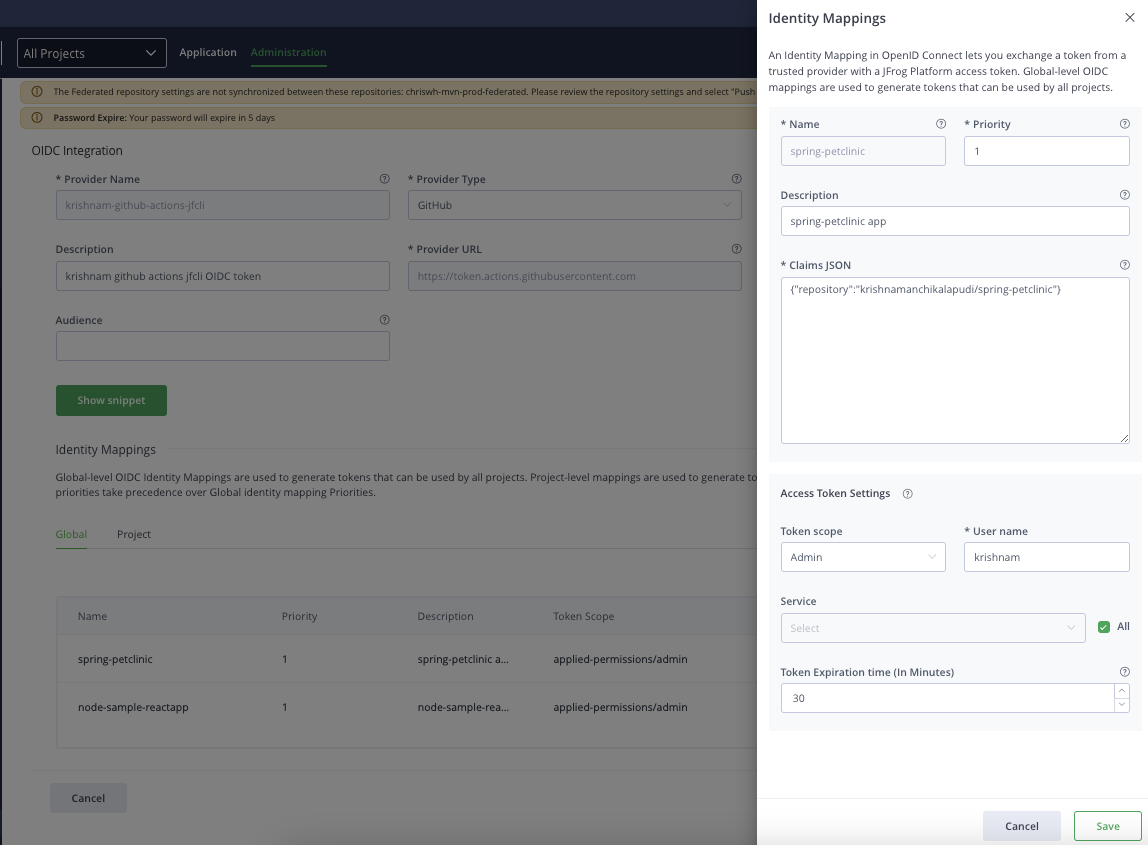 All Projects
Application
Administration
The Federated repository settings are not synchronized between these repositories: chriswh-mvn-prod-federated. Please review the repository settings and select "Push
Password Expire: Your password will expire in 5 days
OIDC Integration
* Provider Name
* Provider Type
krishnam-github-actions-jfcli
GitHub
Description
* Provider URL
krishnam github actions jfcli OIDC token
https://token.actions.githubusercontent.com
Audience
Show snippet
Identity Mappings
Global-level OIDC Identity Mappings are used to generate tokens that can be used by all projects. Project-level mappings are used to generate to
priorities take precedence over Global identity mapping Priorities.
Global
Project
Name Priority Description Token Scope
spring-petclinic 1 spring-petclinic a... applied-permissions/admin
node-sample-reactapp 1 node-sample-rea... applied-permissions/admin
Cancel
Identity Mappings
An Identity Mapping in OpenID Connect lets you exchange a token from a
trusted provider with a JFrog Platform access token. Global-level OIDC
mappings are used to generate tokens that can be used by all projects.
* Name
* Priority
spring-petclinic
1
Description
spring-petclinic app
* Claims JSON
{"repository":"krishnamanchikalapudi/spring-petclinic"}
Access Token Settings
Token scope
* User name
Admin
krishnam
Service
Select
All
Token Expiration time (In Minutes)
30
Cancel
Save